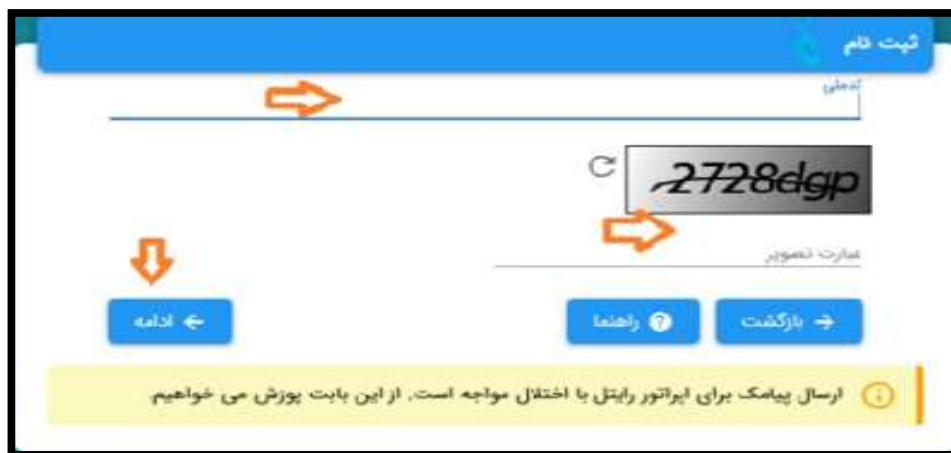 ثبت نام
کدملی
2728dgp
عبارت تصویر
بازگشت
راهنما
ادامه
ارسال پیامک برای اپراتور رایتل با اختلال مواجه است. از این بابت پوزش می خواهیم.